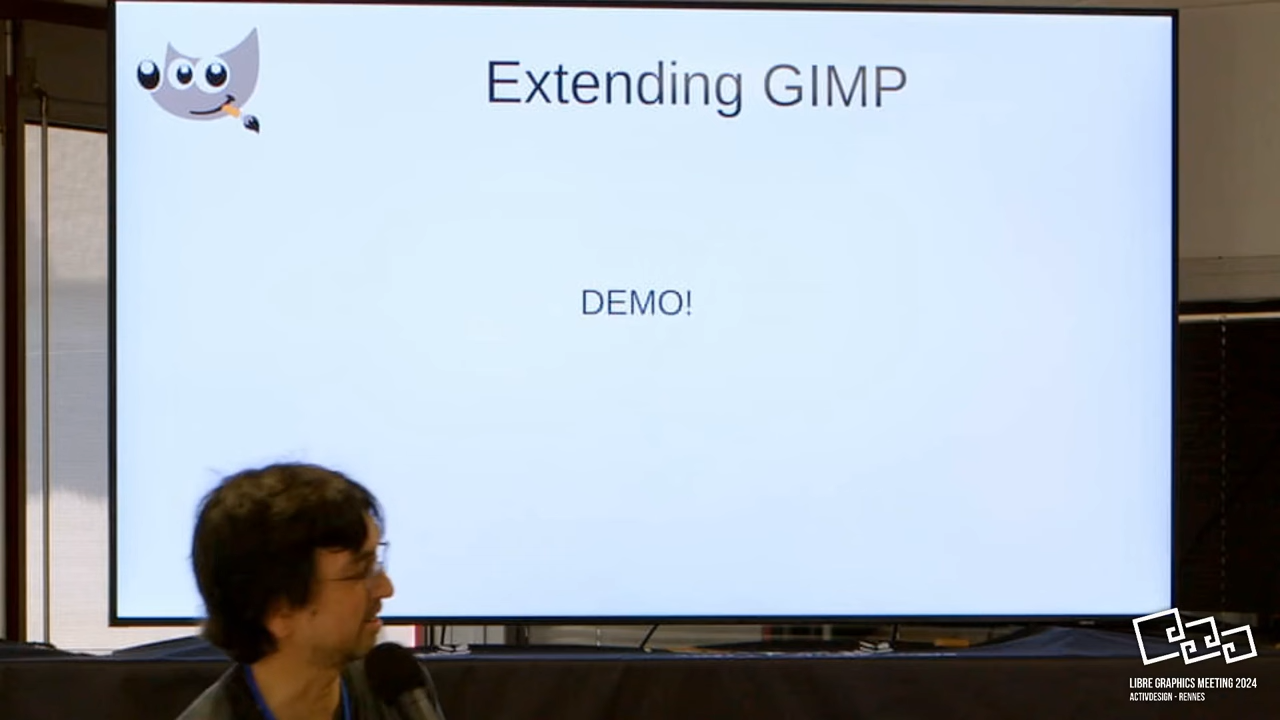 Extending GIMP
DEMO!
LIBRE GRAPHICS MEETING 2024
ACTIVDESIGN - RENNES